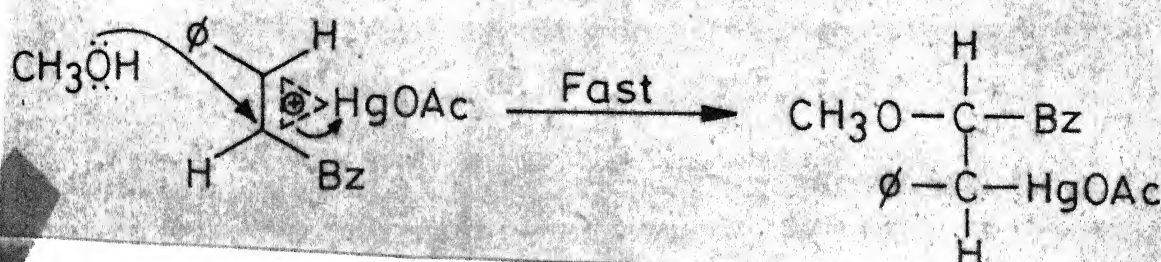 CH3ÖH
Ø H
⊕ HgOAc
H Bz
Fast
H
CH3O—C—Bz
Ø—C—HgOAc
H